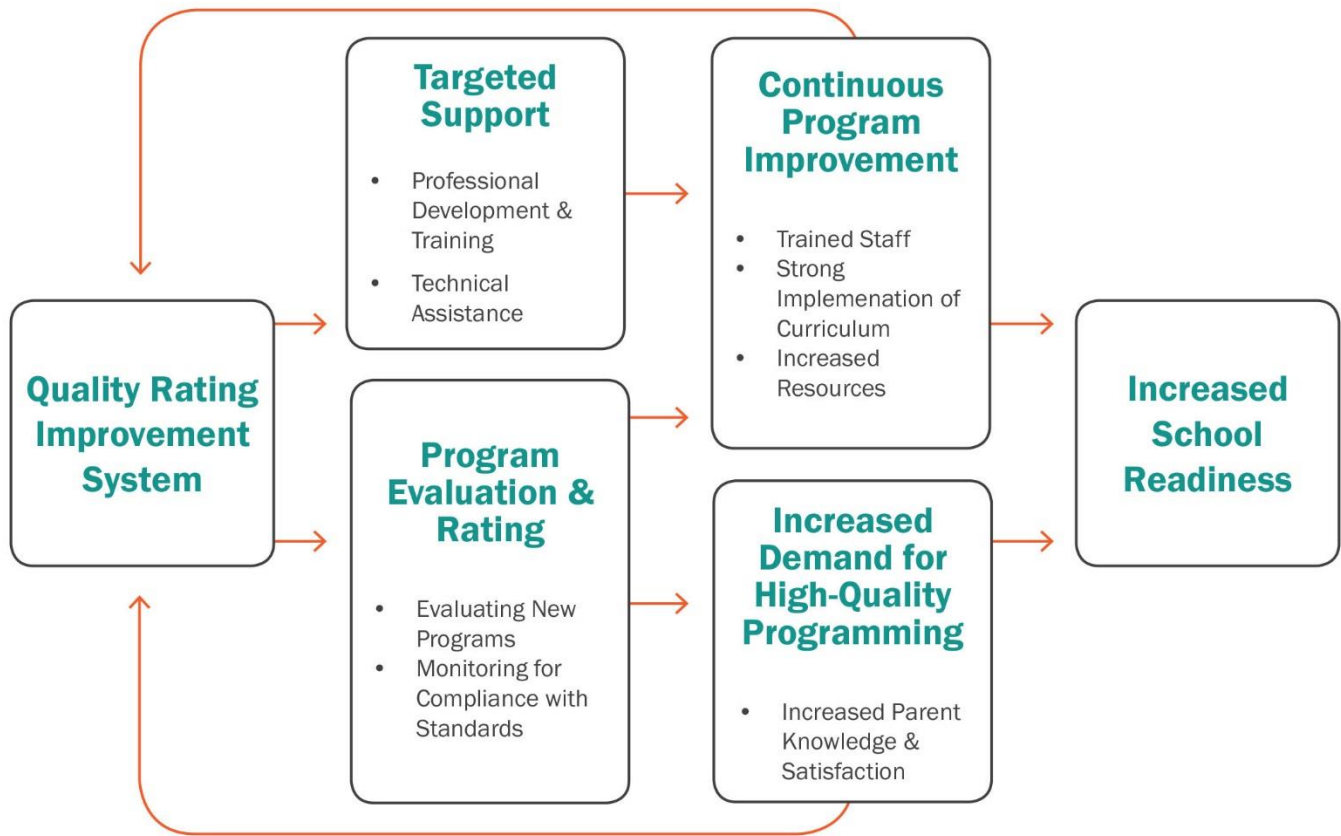 Quality Rating
Improvement
System
Targeted
Support
• Professional
Development &
Training
• Technical
Assistance
Program
Evaluation &
Rating
• Evaluating New
Programs
• Monitoring for
Compliance with
Standards
Continuous
Program
Improvement
• Trained Staff
• Strong
Implemenation of
Curriculum
• Increased
Resources
Increased
Demand for
High-Quality
Programming
• Increased Parent
Knowledge &
Satisfaction
Increased
School
Readiness